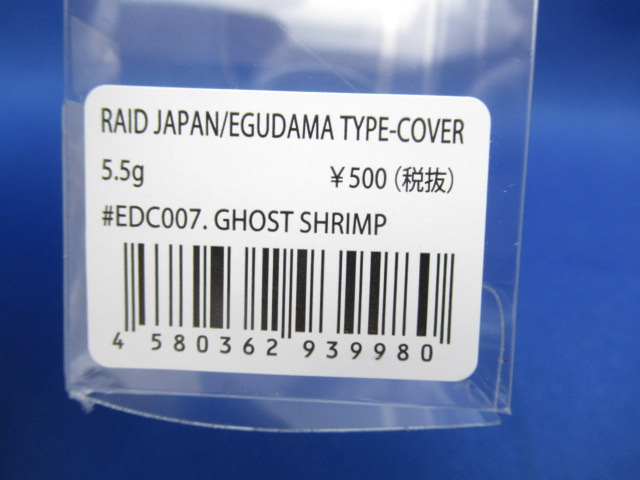 RAID JAPAN/EGUDAMA TYPE-COVER
5.5g ￥500(税抜)
#EDC007. GHOST SHRIMP
4 580362 939980